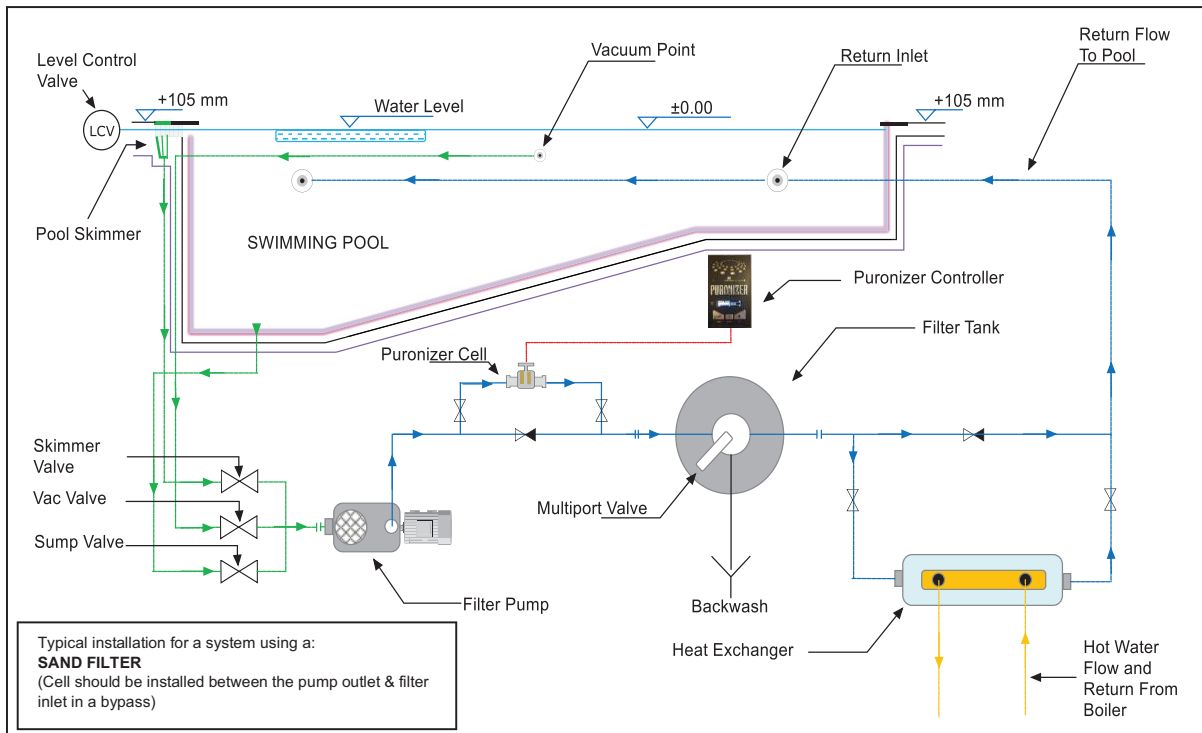 Level Control
Valve
LCV
+105 mm
Water Level
Vacuum Point
±0.00
Return Inlet
+105 mm
Return Flow
To Pool
Pool Skimmer
SWIMMING POOL
PURONIZER
Puronizer Controller
Puronizer Cell
Filter Tank
Skimmer
Valve
Vac Valve
Sump Valve
Multiport Valve
Filter Pump
Backwash
Heat Exchanger
Hot Water
Flow and
Return From
Boiler
Typical installation for a system using a:
SAND FILTER
(Cell should be installed between the pump outlet & filter
inlet in a bypass)